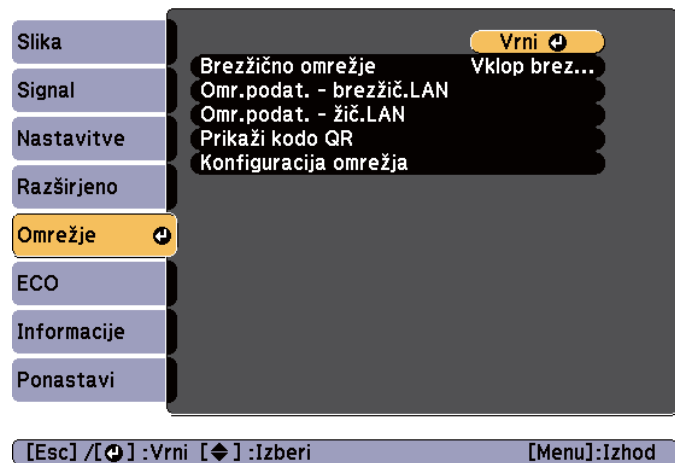 Slika
Signal
Nastavitve
Razširjeno
Omrežje
ECO
Informacije
Ponastavi
Vrni
Brezžično omrežje Vklop brez...
Omr.podat. - brezžič.LAN
Omr.podat. - žič.LAN
Prikaži kodo QR
Konfiguracija omrežja
[Esc] /[ ] :Vrni [ ] :Izberi [Menu]:Izhod